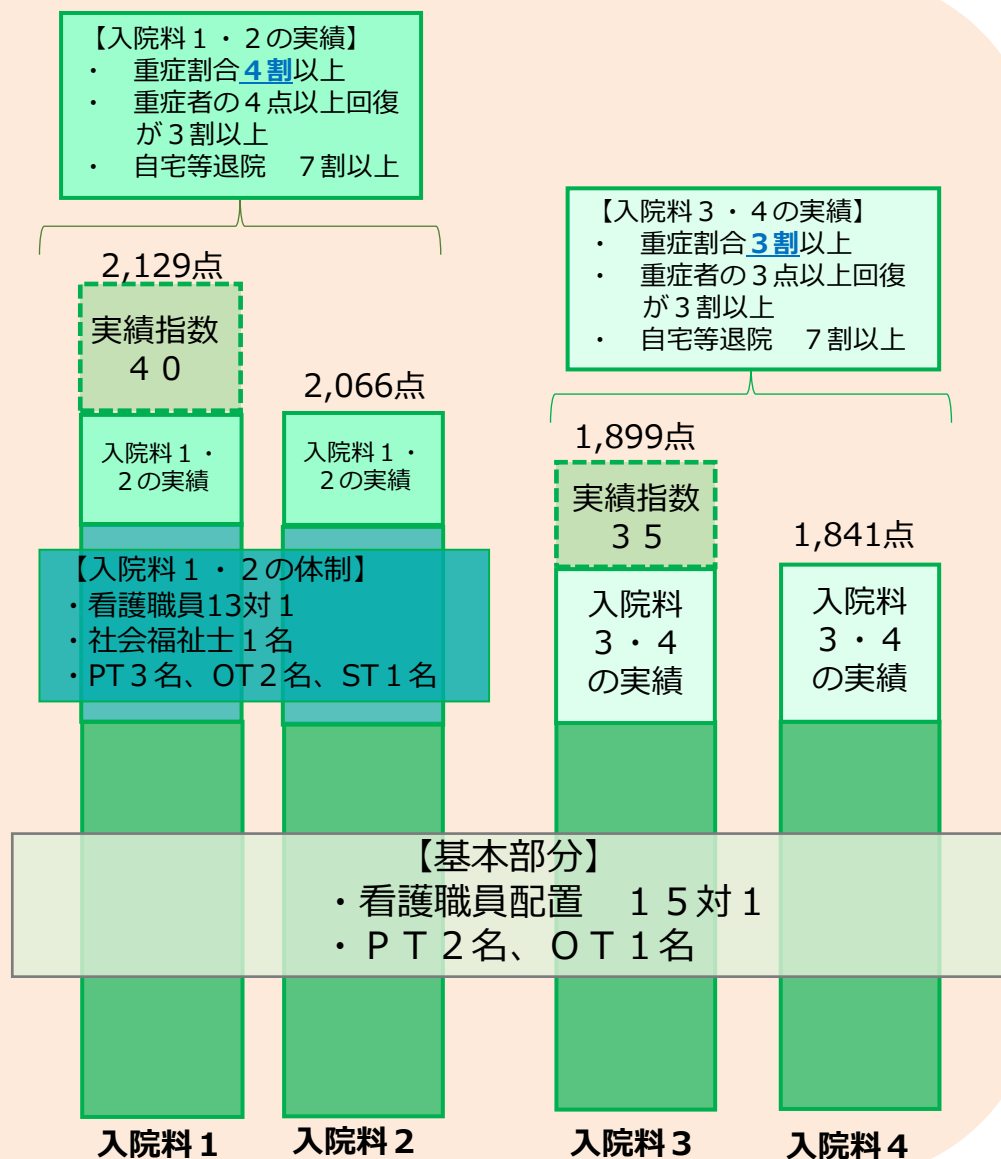 【入院料１・２の実績】
・　重症割合４割以上
・　重症者の４点以上回復
が３割以上
・　自宅等退院　７割以上
【入院料３・４の実績】
・　重症割合３割以上
・　重症者の３点以上回復
が３割以上
・　自宅等退院　７割以上
2,129点
実績指数
４０
入院料１・
２の実績
2,066点
入院料１・
２の実績
1,899点
実績指数
３５
入院料
３・４
の実績
1,841点
入院料
３・４
の実績
【入院料１・２の体制】
・看護職員13対１
・社会福祉士１名
・PT３名、OT２名、ST１名
【基本部分】
・看護職員配置　１５対１
・ＰＴ２名、ＯＴ１名
入院料１
入院料２
入院料３
入院料４